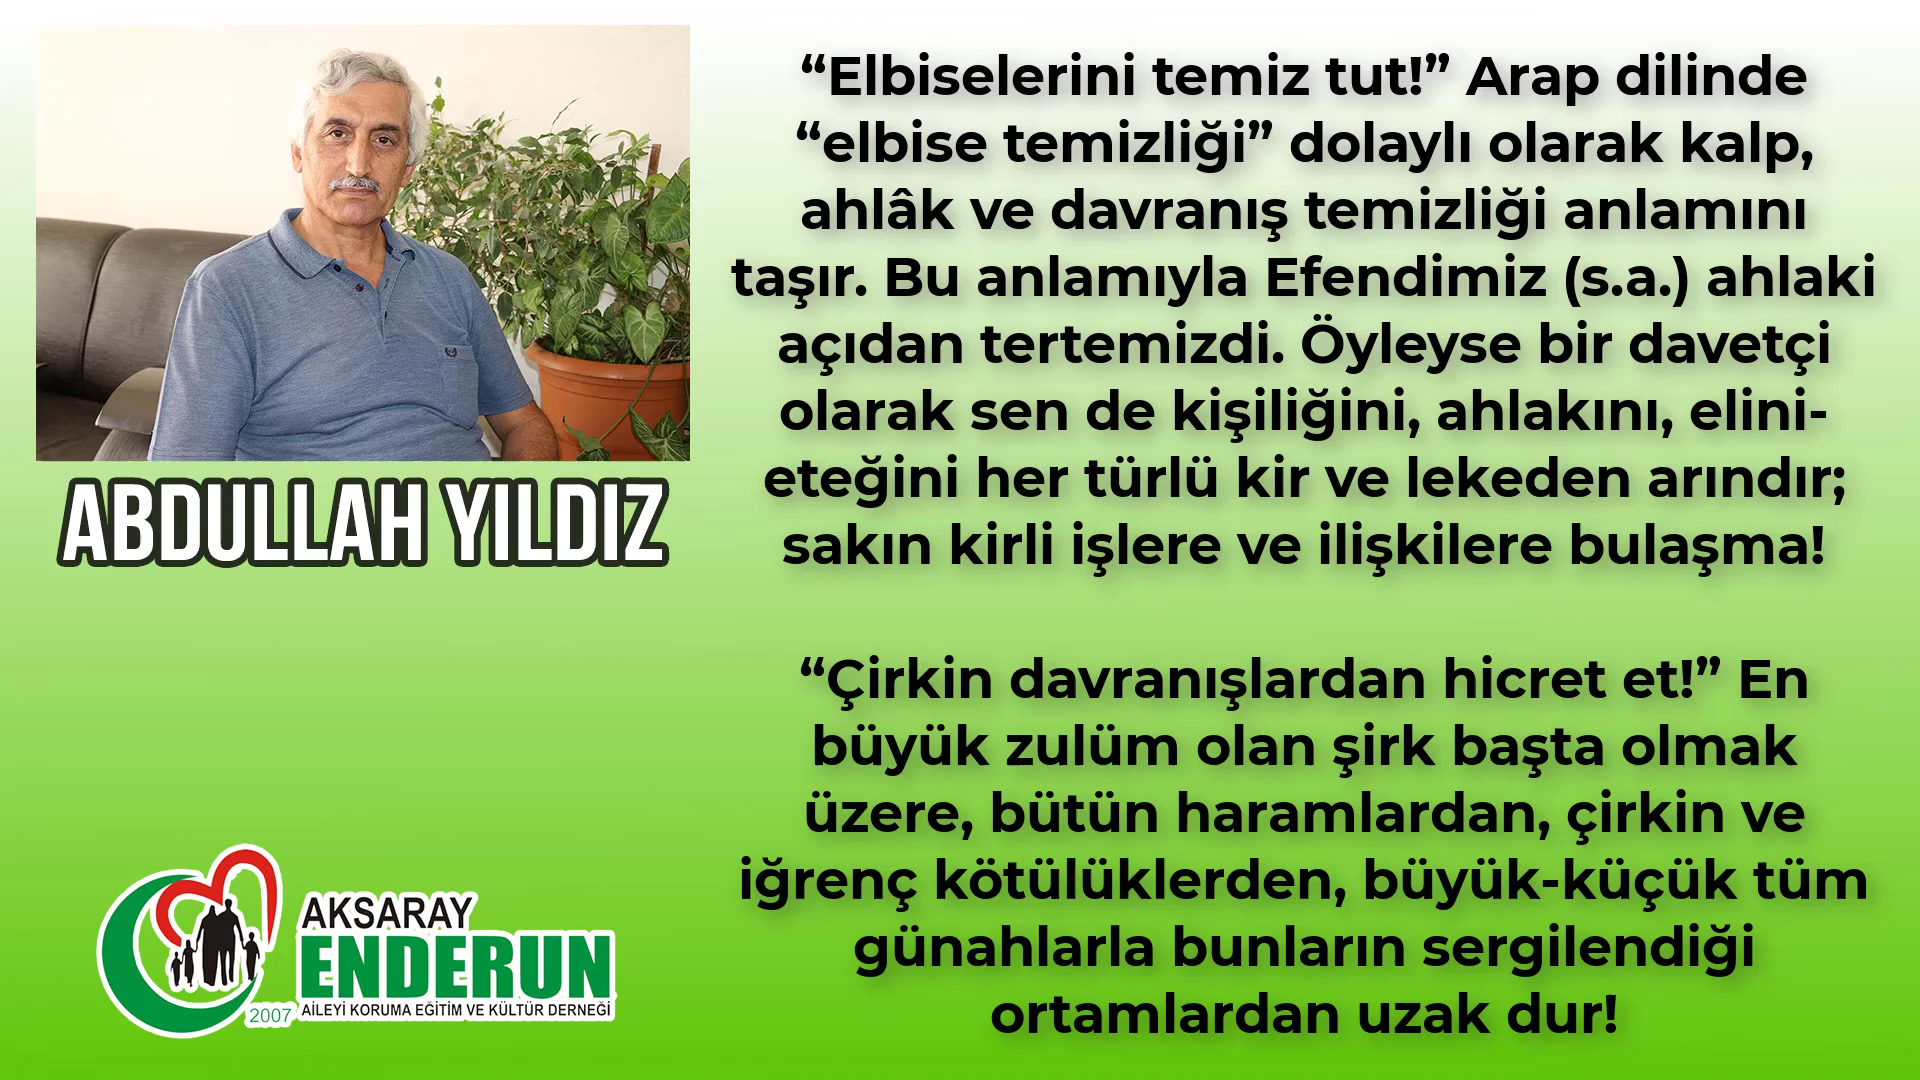 “Elbiselerini temiz tut!” Arap dilinde
“elbise temizliği” dolaylı olarak kalp,
ahlâk ve davranış temizliği anlamını
taşır. Bu anlamıyla Efendimiz (s.a.) ahlaki
açıdan tertemizdi. Öyleyse bir davetçi
olarak sen de kişiliğini, ahlakını, elini-
eteğini her türlü kir ve lekeden arındır;
sakın kirli işlere ve ilişkilere bulaşma!
“Çirkin davranışlardan hicret et!” En
büyük zulüm olan şirk başta olmak
üzere, bütün haramlardan, çirkin ve
iğrenç kötülüklerden, büyük-küçük tüm
günahlarla bunların sergilendiği
ortamlardan uzak dur!
ABDULLAH YILDIZ
AKSARAY
ENDERUN
AİLEYİ KORUMA EĞİTİM VE KÜLTÜR DERNEĞİ
2007